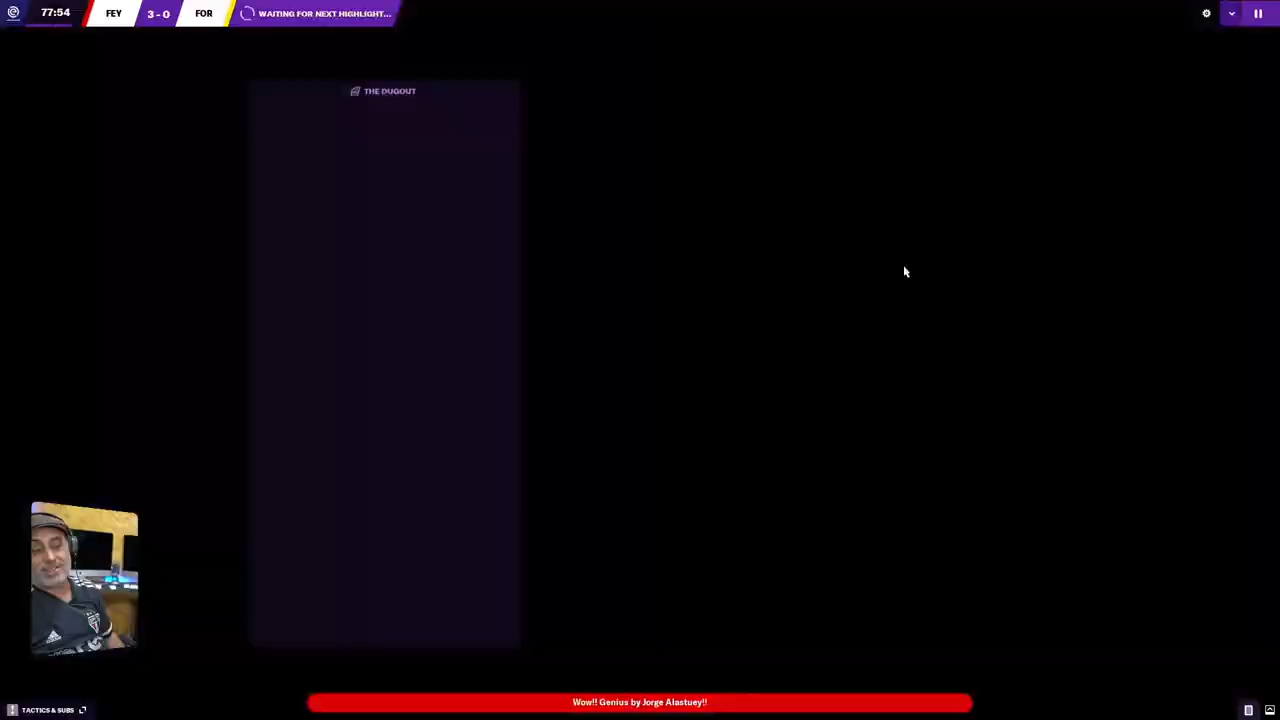 77:54
FEY
3 - 0
FOR
WAITING FOR NEXT HIGHLIGHT...
THE DUGOUT
Wow!! Genius by Jorge Alastuey!!
TACTICS & SUBS